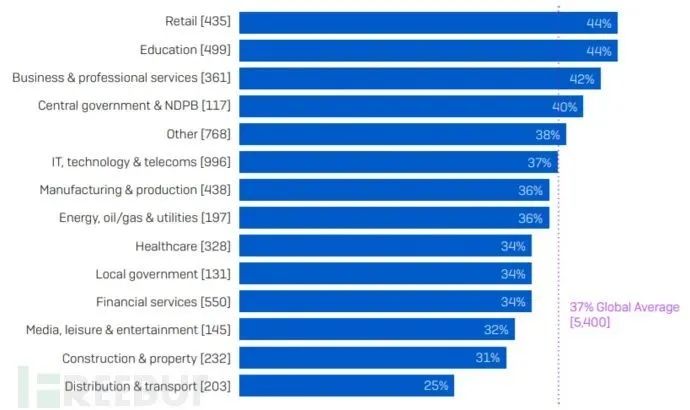 Retail [435] 44%
Education [499] 44%
Business & professional services [361] 42%
Central government & NDPB [117] 40%
Other [768] 38%
IT, technology & telecoms [996] 37%
Manufacturing & production [438] 36%
Energy, oil/gas & utilities [197] 36%
Healthcare [328] 34%
Local government [131] 34%
Financial services [550] 34%
37% Global Average
[5,400]
Media, leisure & entertainment [145] 32%
Construction & property [232] 31%
Distribution & transport [203] 25%
FREEBUF